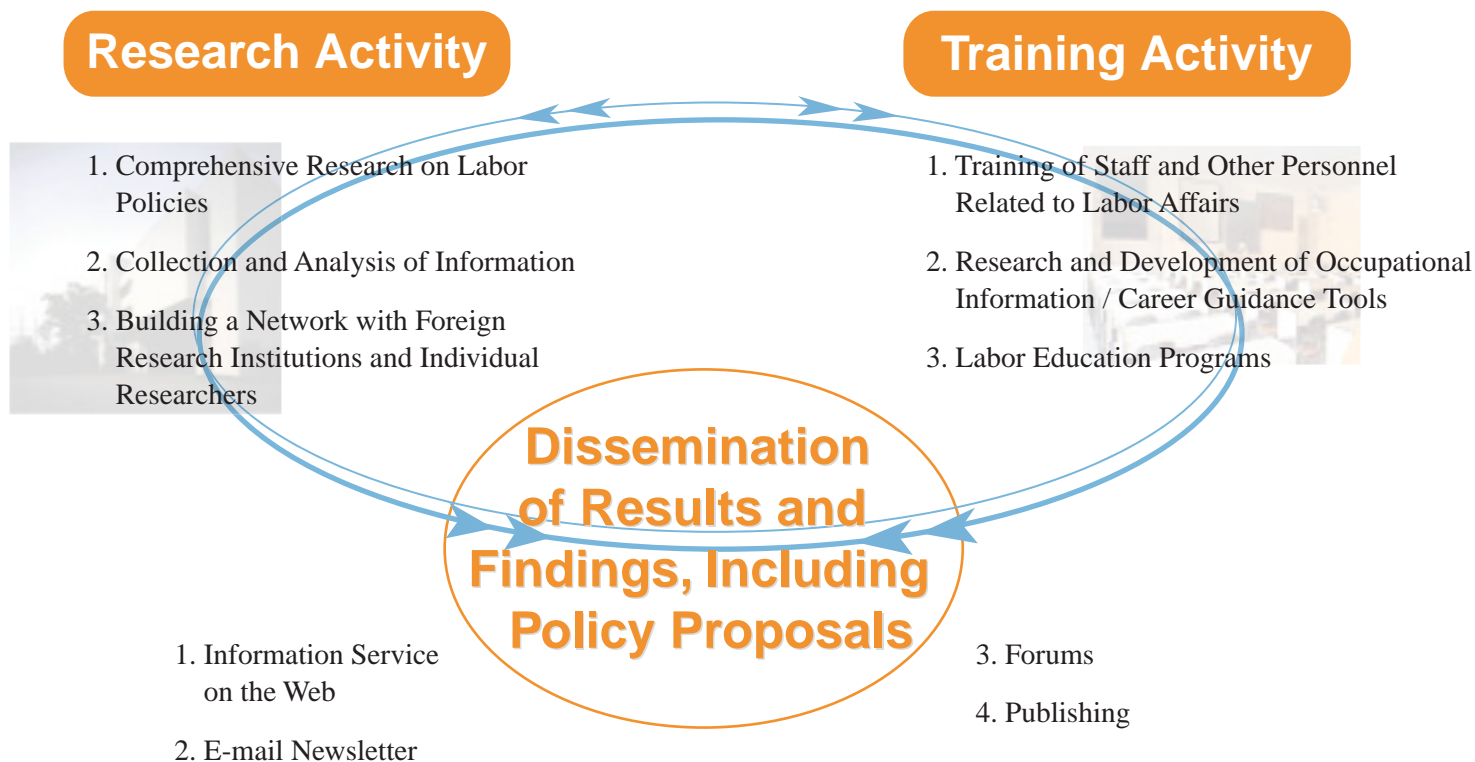 Research Activity
1. Comprehensive Research on Labor
Policies
2. Collection and Analysis of Information
3. Building a Network with Foreign
Research Institutions and Individual
Researchers
Training Activity
1. Training of Staff and Other Personnel
Related to Labor Affairs
2. Research and Development of Occupational
Information / Career Guidance Tools
3. Labor Education Programs
Dissemination
of Results and
Findings, Including
Policy Proposals
1. Information Service
on the Web
2. E-mail Newsletter
3. Forums
4. Publishing